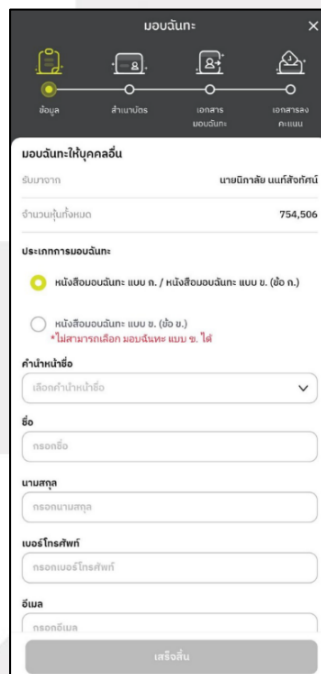 มอบฉันทะ
ข้อมูล
สำเนาบัตร
เอกสาร
มอบฉันทะ
เอกสารลง
คะแนน
มอบฉันทะให้บุคคลอื่น
รับมาจาก นายนิกาลัย นนท์สัจทัศน์
จำนวนหุ้นทั้งหมด 754,506
ประเภทการมอบฉันทะ
หนังสือมอบฉันทะ แบบ ก. / หนังสือมอบฉันทะ แบบ ข. (ข้อ ก.)
หนังสือมอบฉันทะ แบบ ข. (ข้อ ข.)
*ไม่สามารถเลือก มอบฉันทะ แบบ ข. ได้
คำนำหน้าชื่อ
เลือกคำนำหน้าชื่อ
ชื่อ
กรอกชื่อ
นามสกุล
กรอกนามสกุล
เบอร์โทรศัพท์
กรอกเบอร์โทรศัพท์
อีเมล
กรอกอีเมล
เสร็จสิ้น